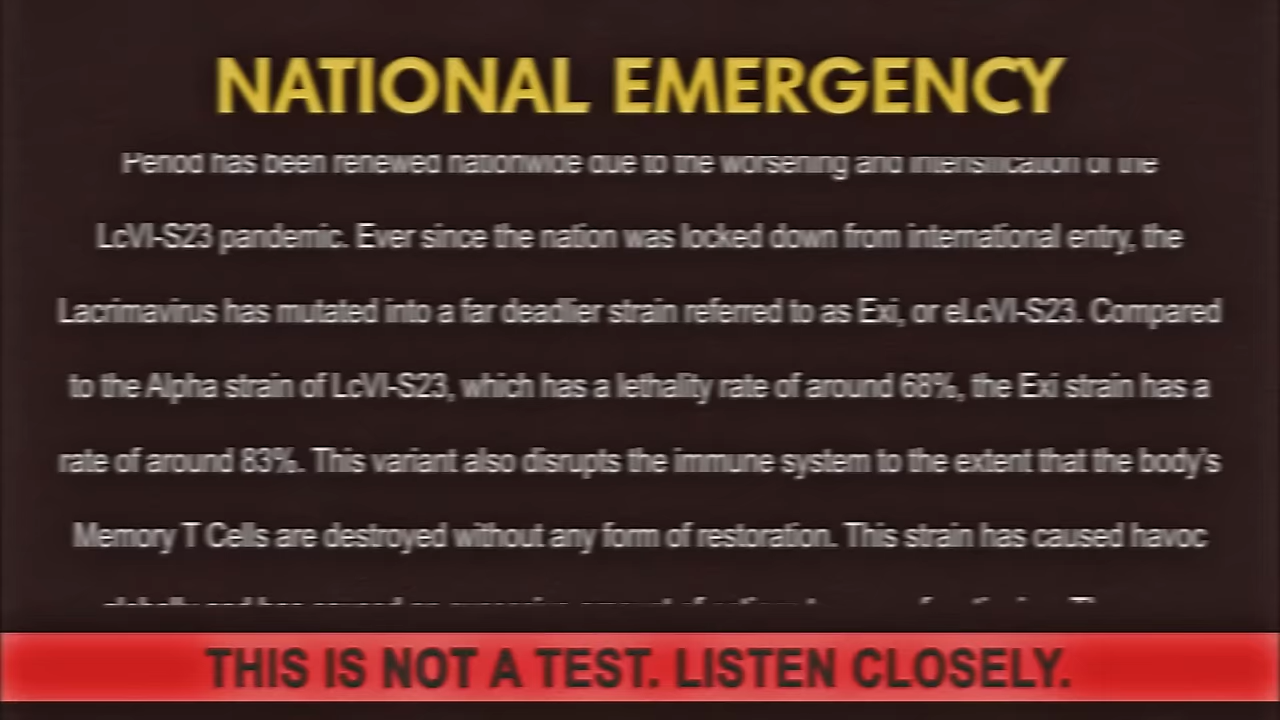 NATIONAL EMERGENCY
Period has been renewed nationwide due to the worsening and intensification of the
LcVI-S23 pandemic. Ever since the nation was locked down from international entry, the
Lacrimavirus has mutated into a far deadlier strain referred to as Exi, or eLcVI-S23. Compared
to the Alpha strain of LcVI-S23, which has a lethality rate of around 68%, the Exi strain has a
rate of around 83%. This variant also disrupts the immune system to the extent that the body's
Memory T Cells are destroyed without any form of restoration. This strain has caused havoc
THIS IS NOT A TEST. LISTEN CLOSELY.